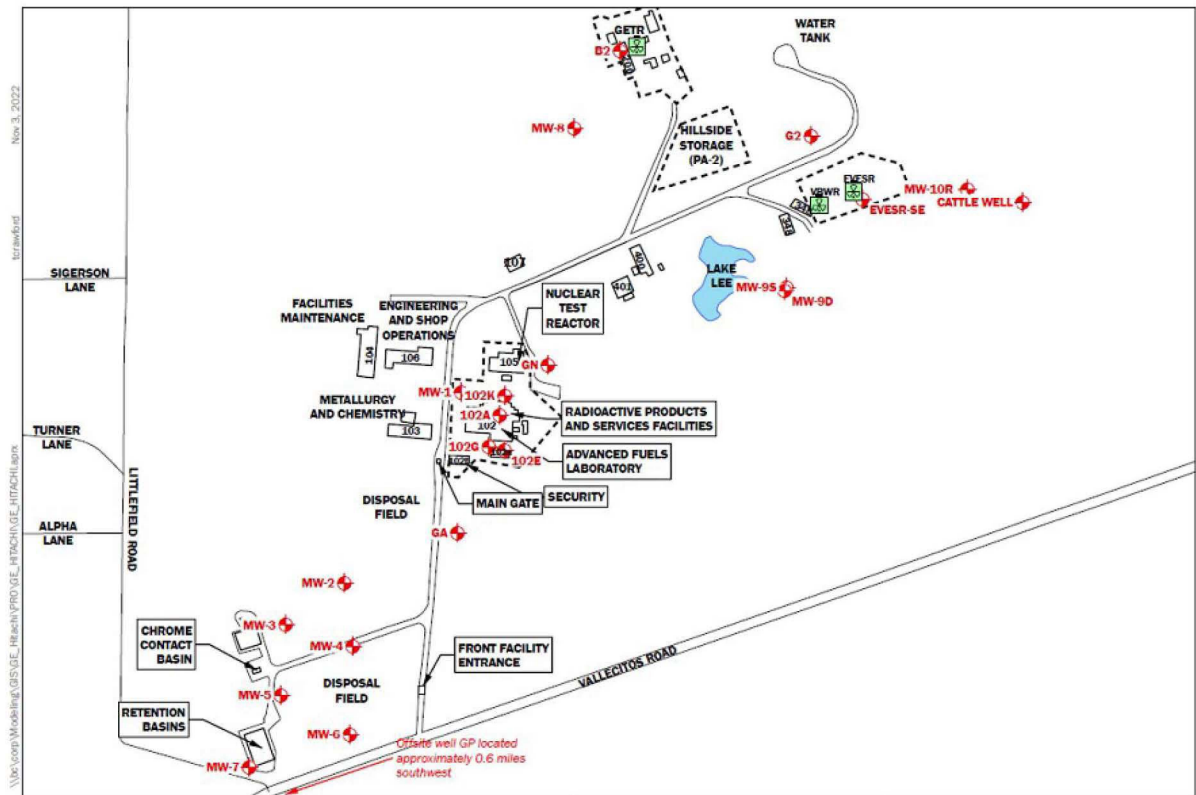 GETR
B2
WATER
TANK
MW-8
G2
HILLSIDE
STORAGE
(PA-2)
EVESR
VBWR
MW-10R
CATTLE WELL
EVESR-SE
SIGERSON
LANE
107
400
401
LAKE
LEE
MW-9S
MW-9D
FACILITIES
MAINTENANCE
ENGINEERING
AND SHOP
OPERATIONS
NUCLEAR
TEST
REACTOR
104
106
105
GN
METALLURGY
AND CHEMISTRY
MW-1
102K
102A
102
103
RADIOACTIVE PRODUCTS
AND SERVICES FACILITIES
102G
102E
ADVANCED FUELS
LABORATORY
TURNER
LANE
LITTLEFIELD ROAD
DISPOSAL
FIELD
MAIN GATE
SECURITY
ALPHA
LANE
GA
MW-2
MW-3
MW-4
CHROME
CONTACT
BASIN
FRONT FACILITY
ENTRANCE
VALLECITOS ROAD
MW-5
DISPOSAL
FIELD
RETENTION
BASINS
MW-6
MW-7
Offsite well GP located
approximately 0.6 miles
southwest
Nov 3, 2022
tcrawford